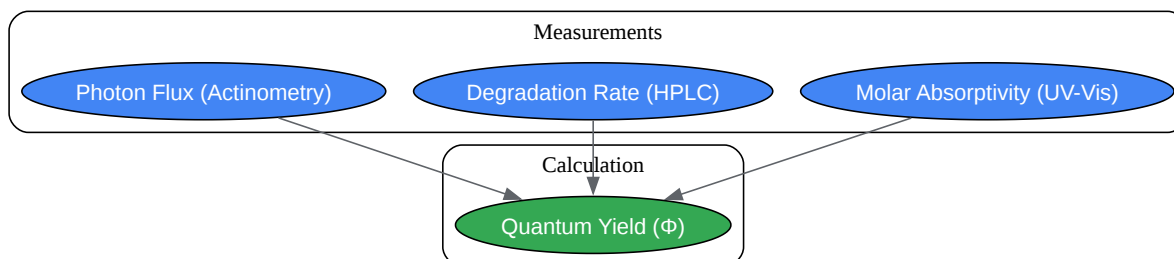 Measurements
Photon Flux (Actinometry)
Degradation Rate (HPLC)
Molar Absorptivity (UV-Vis)
Calculation
Quantum Yield (Φ)